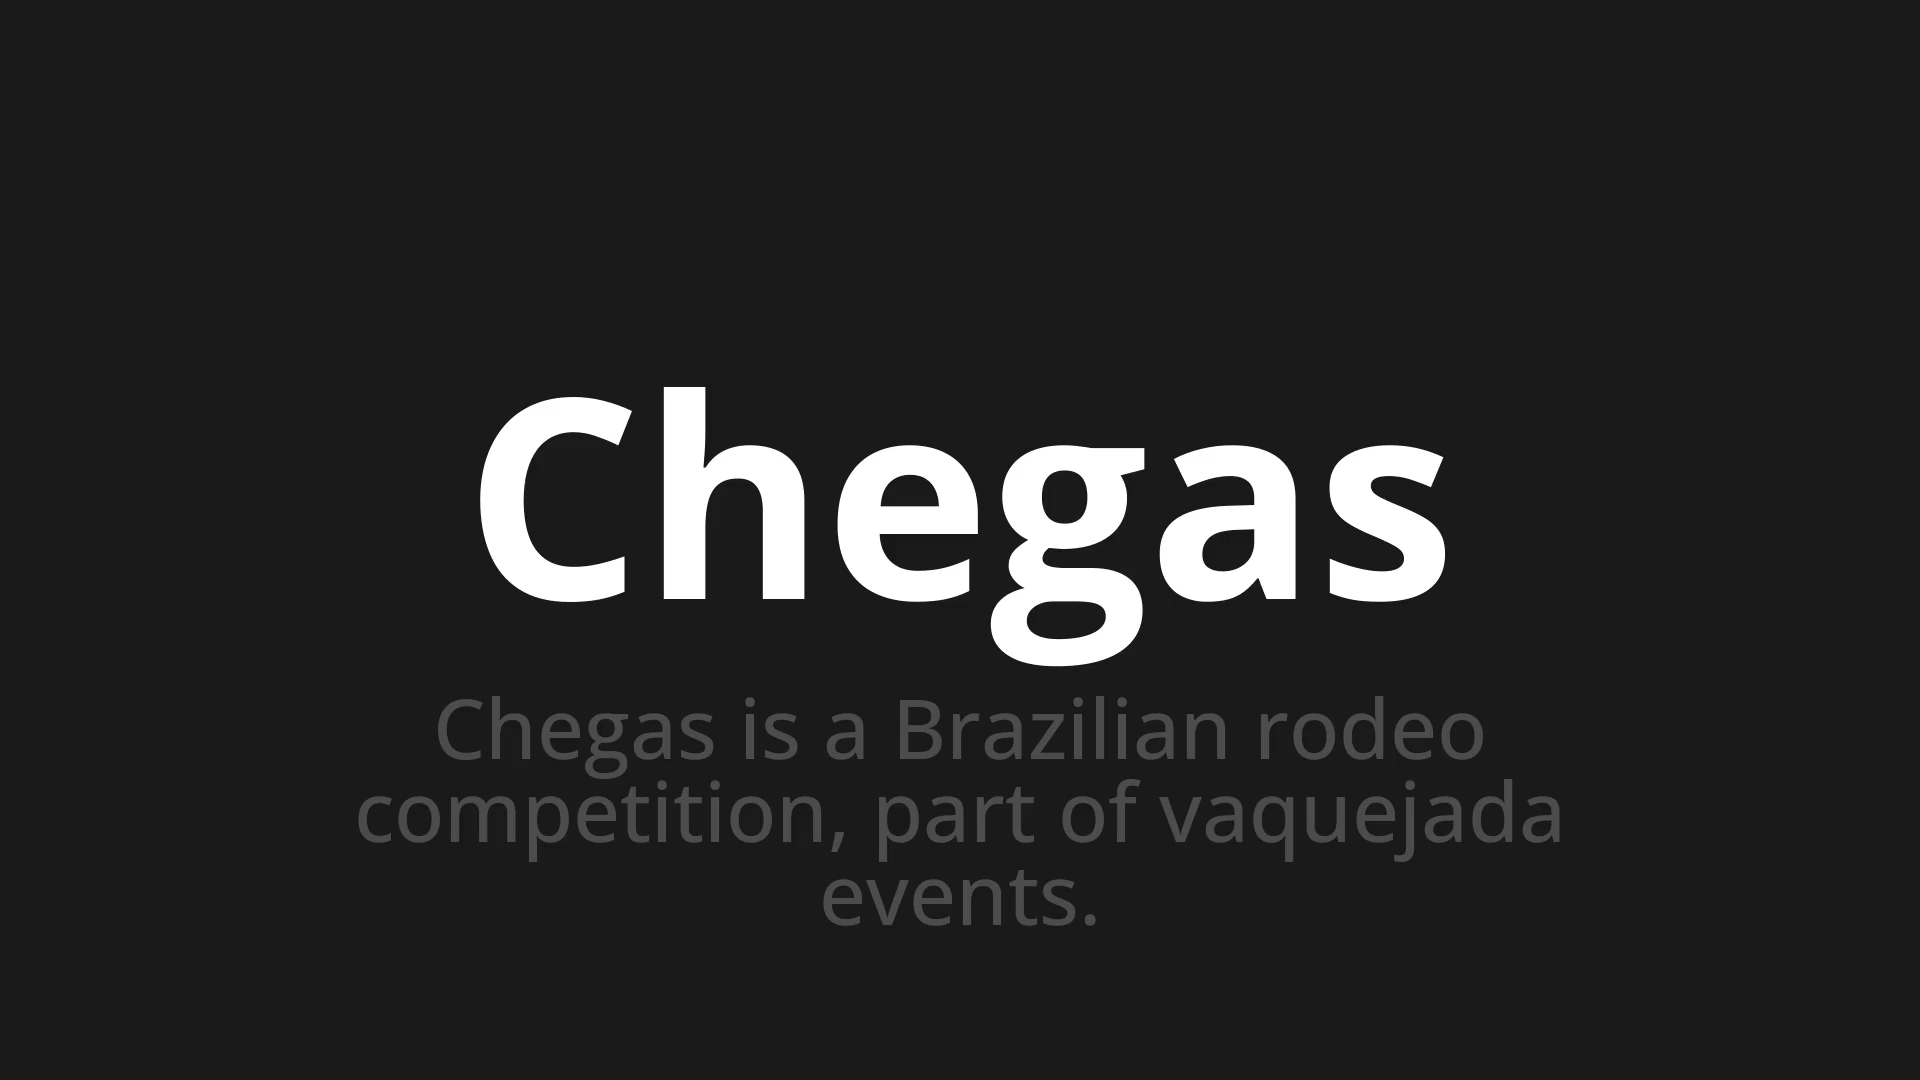 Chegas
Chegas is a Brazilian rodeo
competition, part of vaquejada
events.